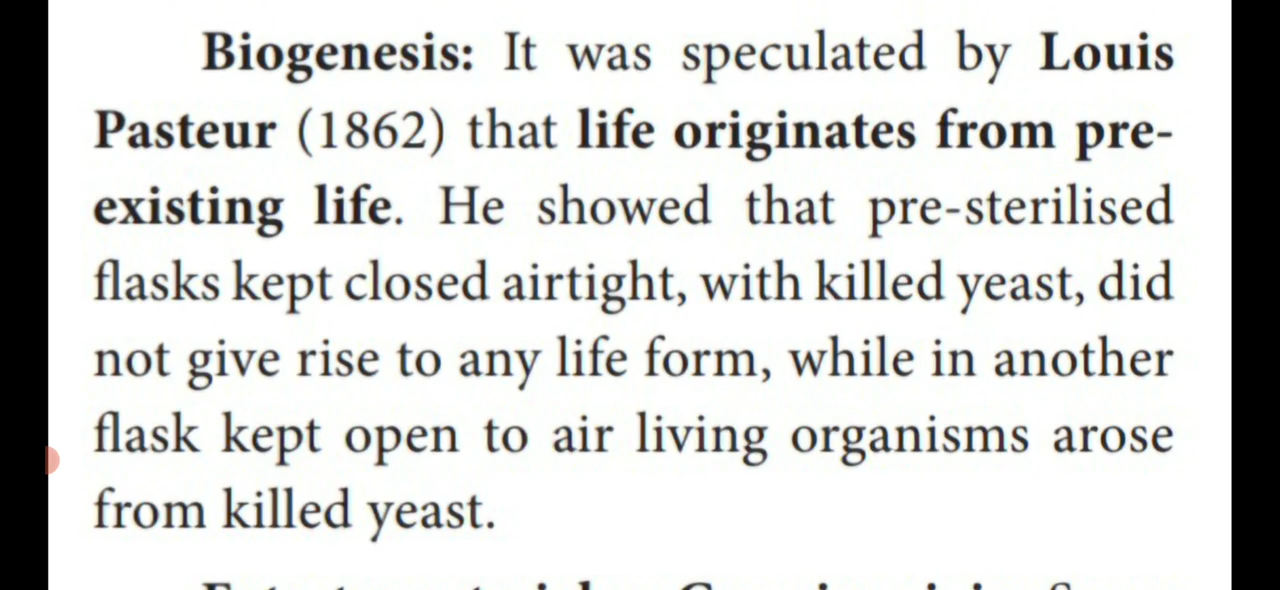 Biogenesis: It was speculated by Louis
Pasteur (1862) that life originates from pre-
existing life. He showed that pre-sterilised
flasks kept closed airtight, with killed yeast, did
not give rise to any life form, while in another
flask kept open to air living organisms arose
from killed yeast.